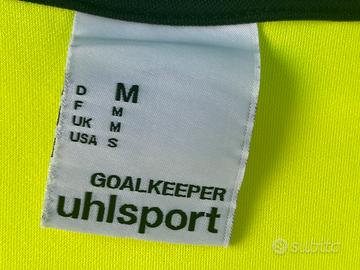 D M
F M
UK M
USA S
GOALKEEPER
uhlsport
subito